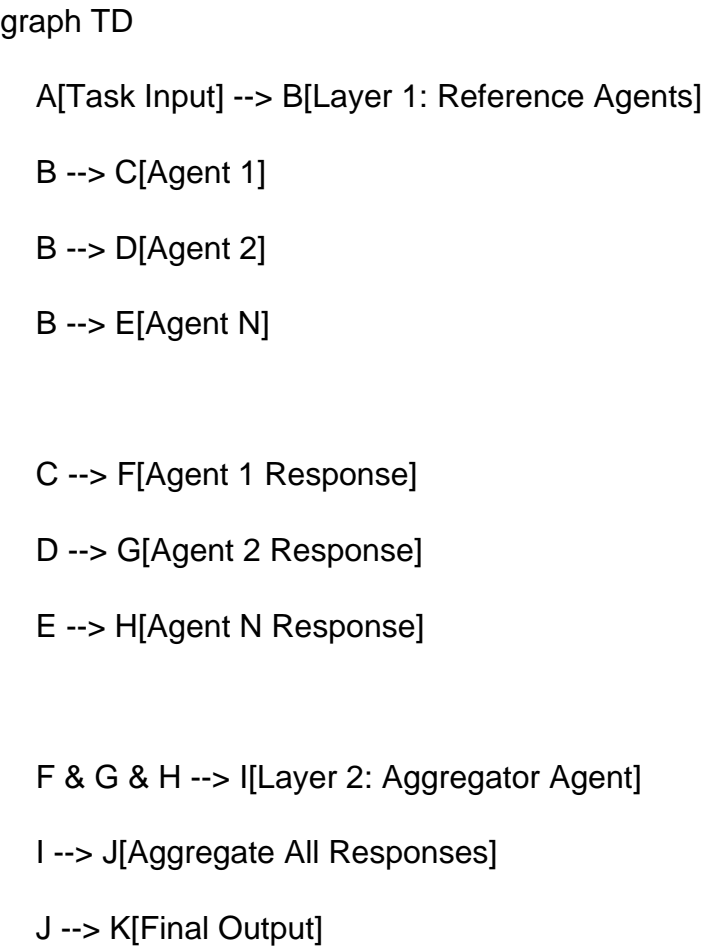 graph TD
A[Task Input] --> B[Layer 1: Reference Agents]
B --> C[Agent 1]
B --> D[Agent 2]
B --> E[Agent N]
C --> F[Agent 1 Response]
D --> G[Agent 2 Response]
E --> H[Agent N Response]
F & G & H --> I[Layer 2: Aggregator Agent]
I --> J[Aggregate All Responses]
J --> K[Final Output]